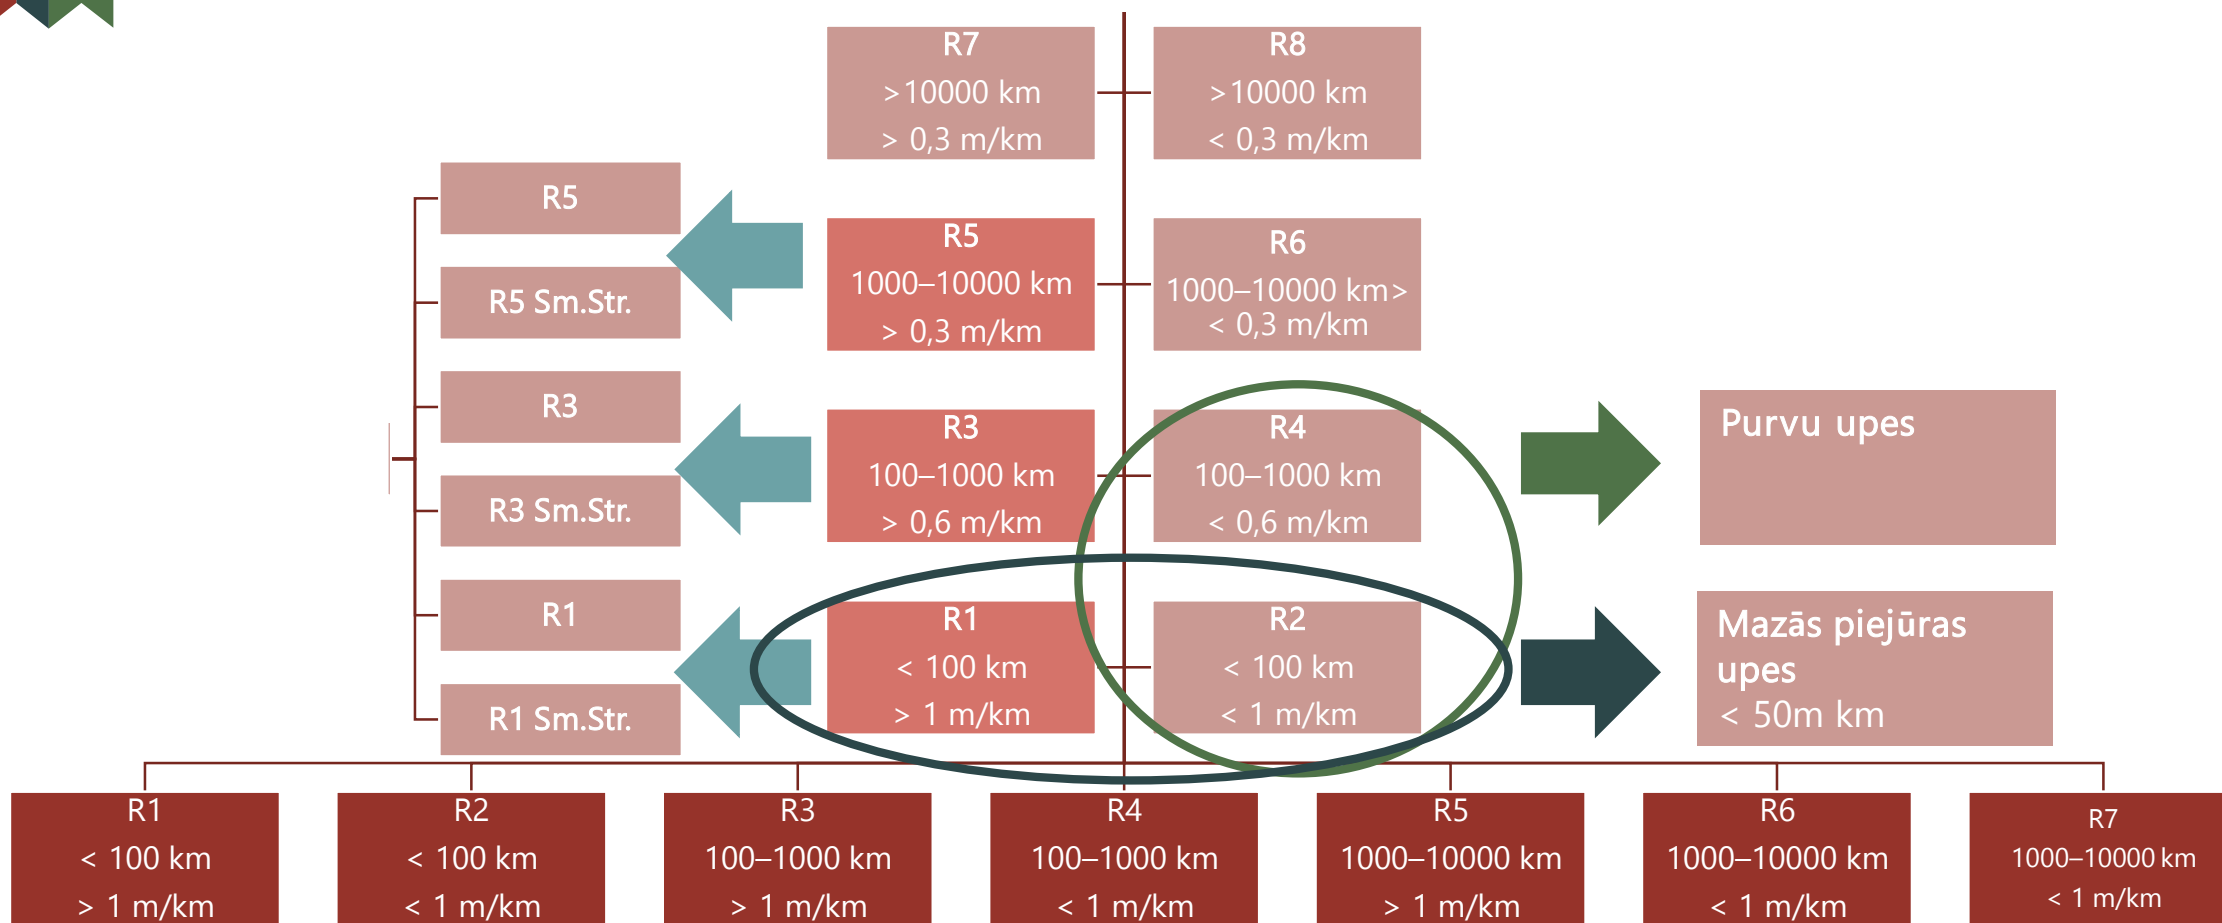 R7
>10000 km
> 0,3 m/km
R8
>10000 km
< 0,3 m/km
R5
R5 Sm.Str.
R3
R3 Sm.Str.
R1
R1 Sm.Str.
R5
1000–10000 km
> 0,3 m/km
R6
1000–10000 km>
< 0,3 m/km
R3
100–1000 km
> 0,6 m/km
R4
100–1000 km
< 0,6 m/km
Purvu upes
R1
< 100 km
> 1 m/km
R2
< 100 km
< 1 m/km
Mazās piejūras
upes
< 50m km
R1
< 100 km
> 1 m/km
R2
< 100 km
< 1 m/km
R3
100–1000 km
> 1 m/km
R4
100–1000 km
< 1 m/km
R5
1000–10000 km
> 1 m/km
R6
1000–10000 km
< 1 m/km
R7
1000–10000 km
< 1 m/km